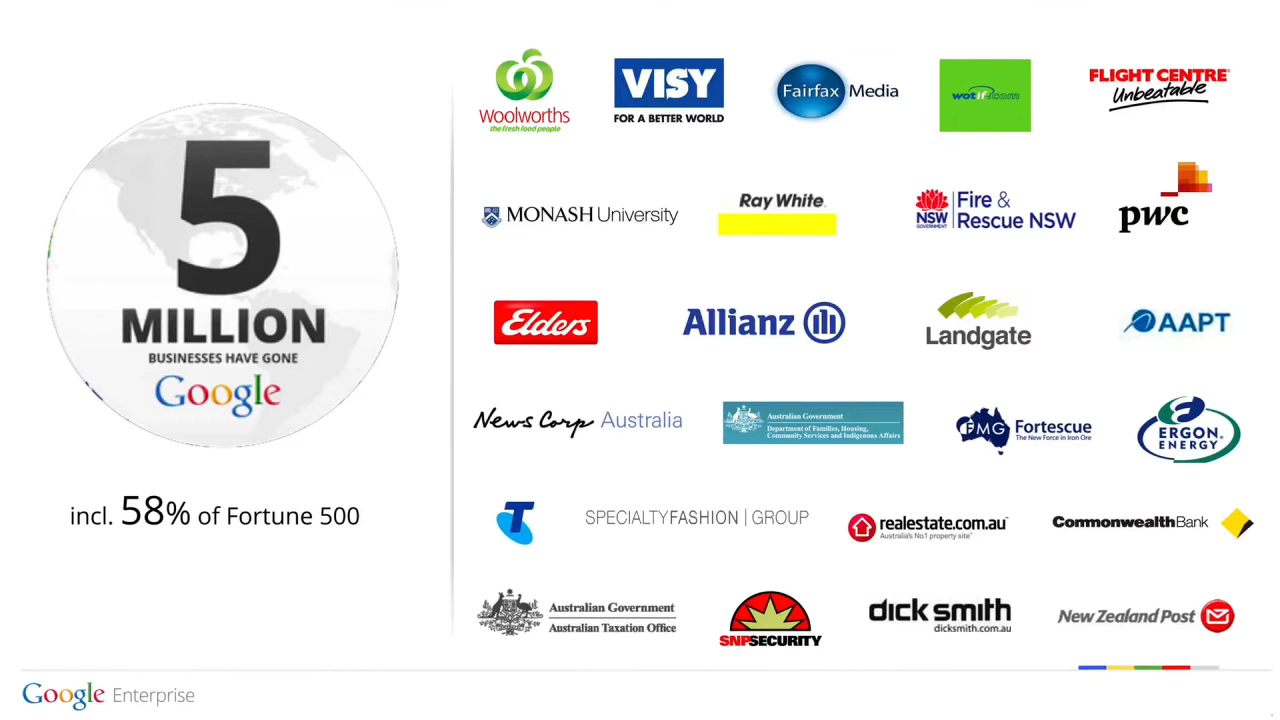 5
MILLION
BUSINESSES HAVE GONE
Google
incl. 58% of Fortune 500
Woolworths
the fresh food people
VISY
FOR A BETTER WORLD
Fairfax Media
wotif.com
FLIGHT CENTRE®
Unbeatable
MONASH University
Ray White
NSW
GOVERNMENT
Fire &
Rescue NSW
pwc
Elders
Allianz
Landgate
AAPT
News Corp Australia
Australian Government
Department of Families, Housing,
Community Services and Indigenous Affairs
FMG
Fortescue
The New Force in Iron Ore
ERGON®
ENERGY
T
SPECIALTYFASHION | GROUP
realestate.com.au™
Australia's No.1 property site™
CommonwealthBank
Australian Government
Australian Taxation Office
SNPSECURITY
dick smith
dicksmith.com.au
New Zealand Post
Google Enterprise